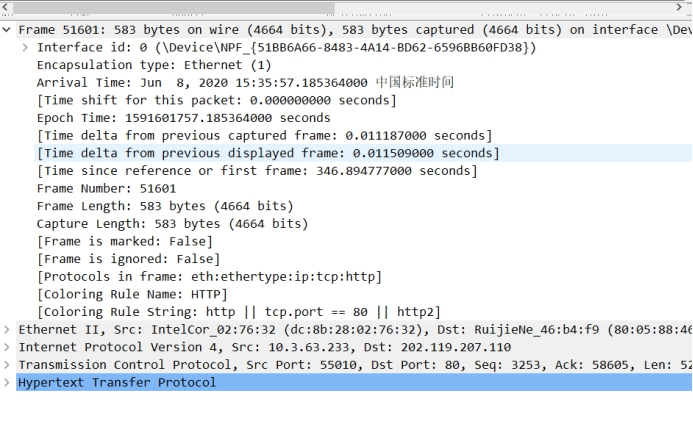 Frame 51601: 583 bytes on wire (4664 bits), 583 bytes captured (4664 bits) on interface \Dev
Interface id: 0 (\Device\NPF_{51BB6A66-8483-4A14-BD62-6596BB60FD38})
Encapsulation type: Ethernet (1)
Arrival Time: Jun  8, 2020 15:35:57.185364000 中国标准时间
[Time shift for this packet: 0.000000000 seconds]
Epoch Time: 1591601757.185364000 seconds
[Time delta from previous captured frame: 0.011187000 seconds]
[Time delta from previous displayed frame: 0.011509000 seconds]
[Time since reference or first frame: 346.894777000 seconds]
Frame Number: 51601
Frame Length: 583 bytes (4664 bits)
Capture Length: 583 bytes (4664 bits)
[Frame is marked: False]
[Frame is ignored: False]
[Protocols in frame: eth:ethertype:ip:tcp:http]
[Coloring Rule Name: HTTP]
[Coloring Rule String: http || tcp.port == 80 || http2]
Ethernet II, Src: IntelCor_02:76:32 (dc:8b:28:02:76:32), Dst: RuijieNe_46:b4:f9 (80:05:88:46
Internet Protocol Version 4, Src: 10.3.63.233, Dst: 202.119.207.110
Transmission Control Protocol, Src Port: 55010, Dst Port: 80, Seq: 3253, Ack: 58605, Len: 52
Hypertext Transfer Protocol